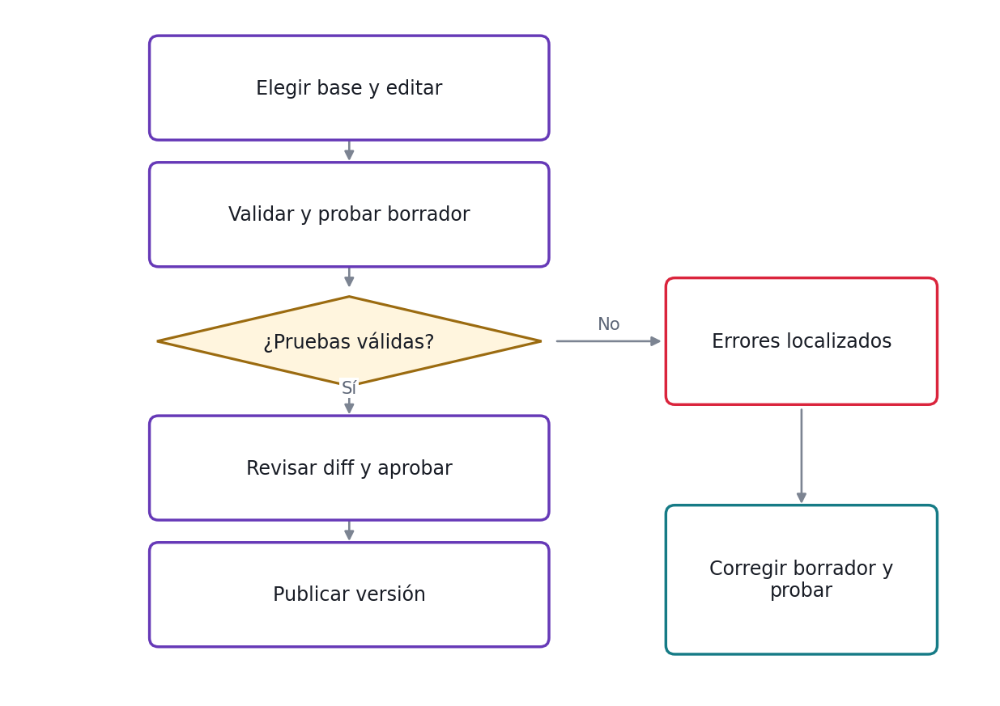 Elegir base y editar
Validar y probar borrador
¿Pruebas válidas?
No
Errores localizados
Sí
Revisar diff y aprobar
Corregir borrador y
probar
Publicar versión